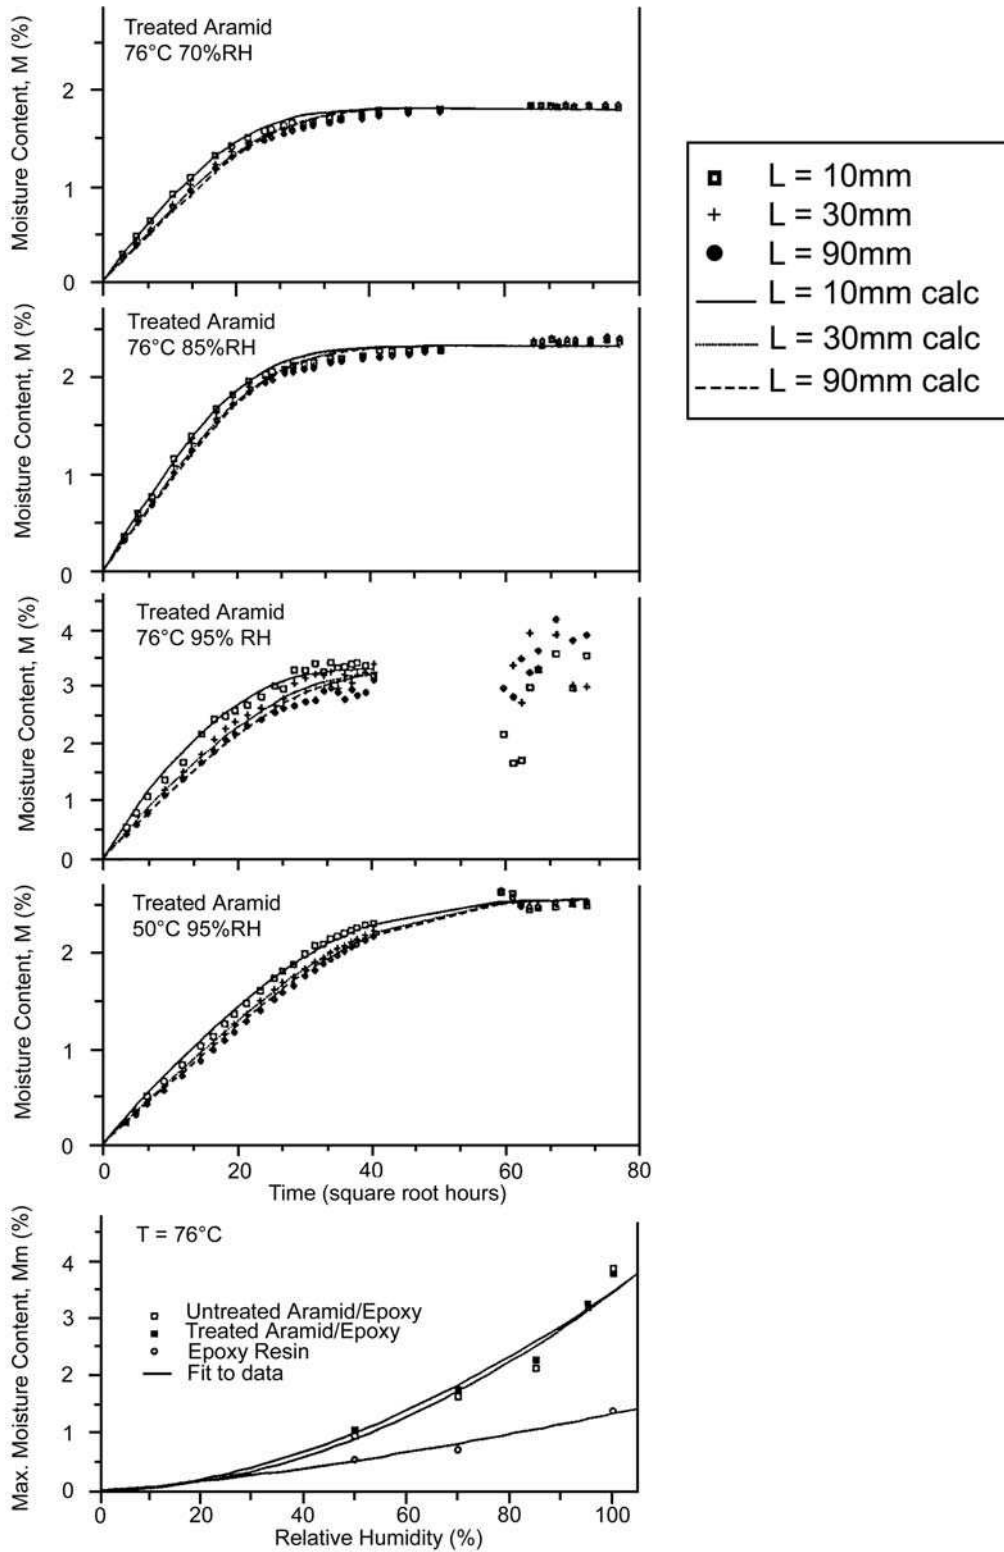 Treated Aramid
76°C 70%RH
Moisture Content, M (%)
2
1
0
L = 10mm
L = 30mm
L = 90mm
L = 10mm calc
L = 30mm calc
L = 90mm calc
Treated Aramid
76°C 85%RH
Moisture Content, M (%)
2
1
0
Treated Aramid
76°C 95% RH
Moisture Content, M (%)
4
3
2
1
0
Treated Aramid
50°C 95%RH
Moisture Content, M (%)
2
1
0
0 20 40 60 80
Time (square root hours)
T = 76°C
Max. Moisture Content, Mm (%)
4
3
2
1
0
Untreated Aramid/Epoxy
Treated Aramid/Epoxy
Epoxy Resin
Fit to data
0 20 40 60 80 100
Relative Humidity (%)